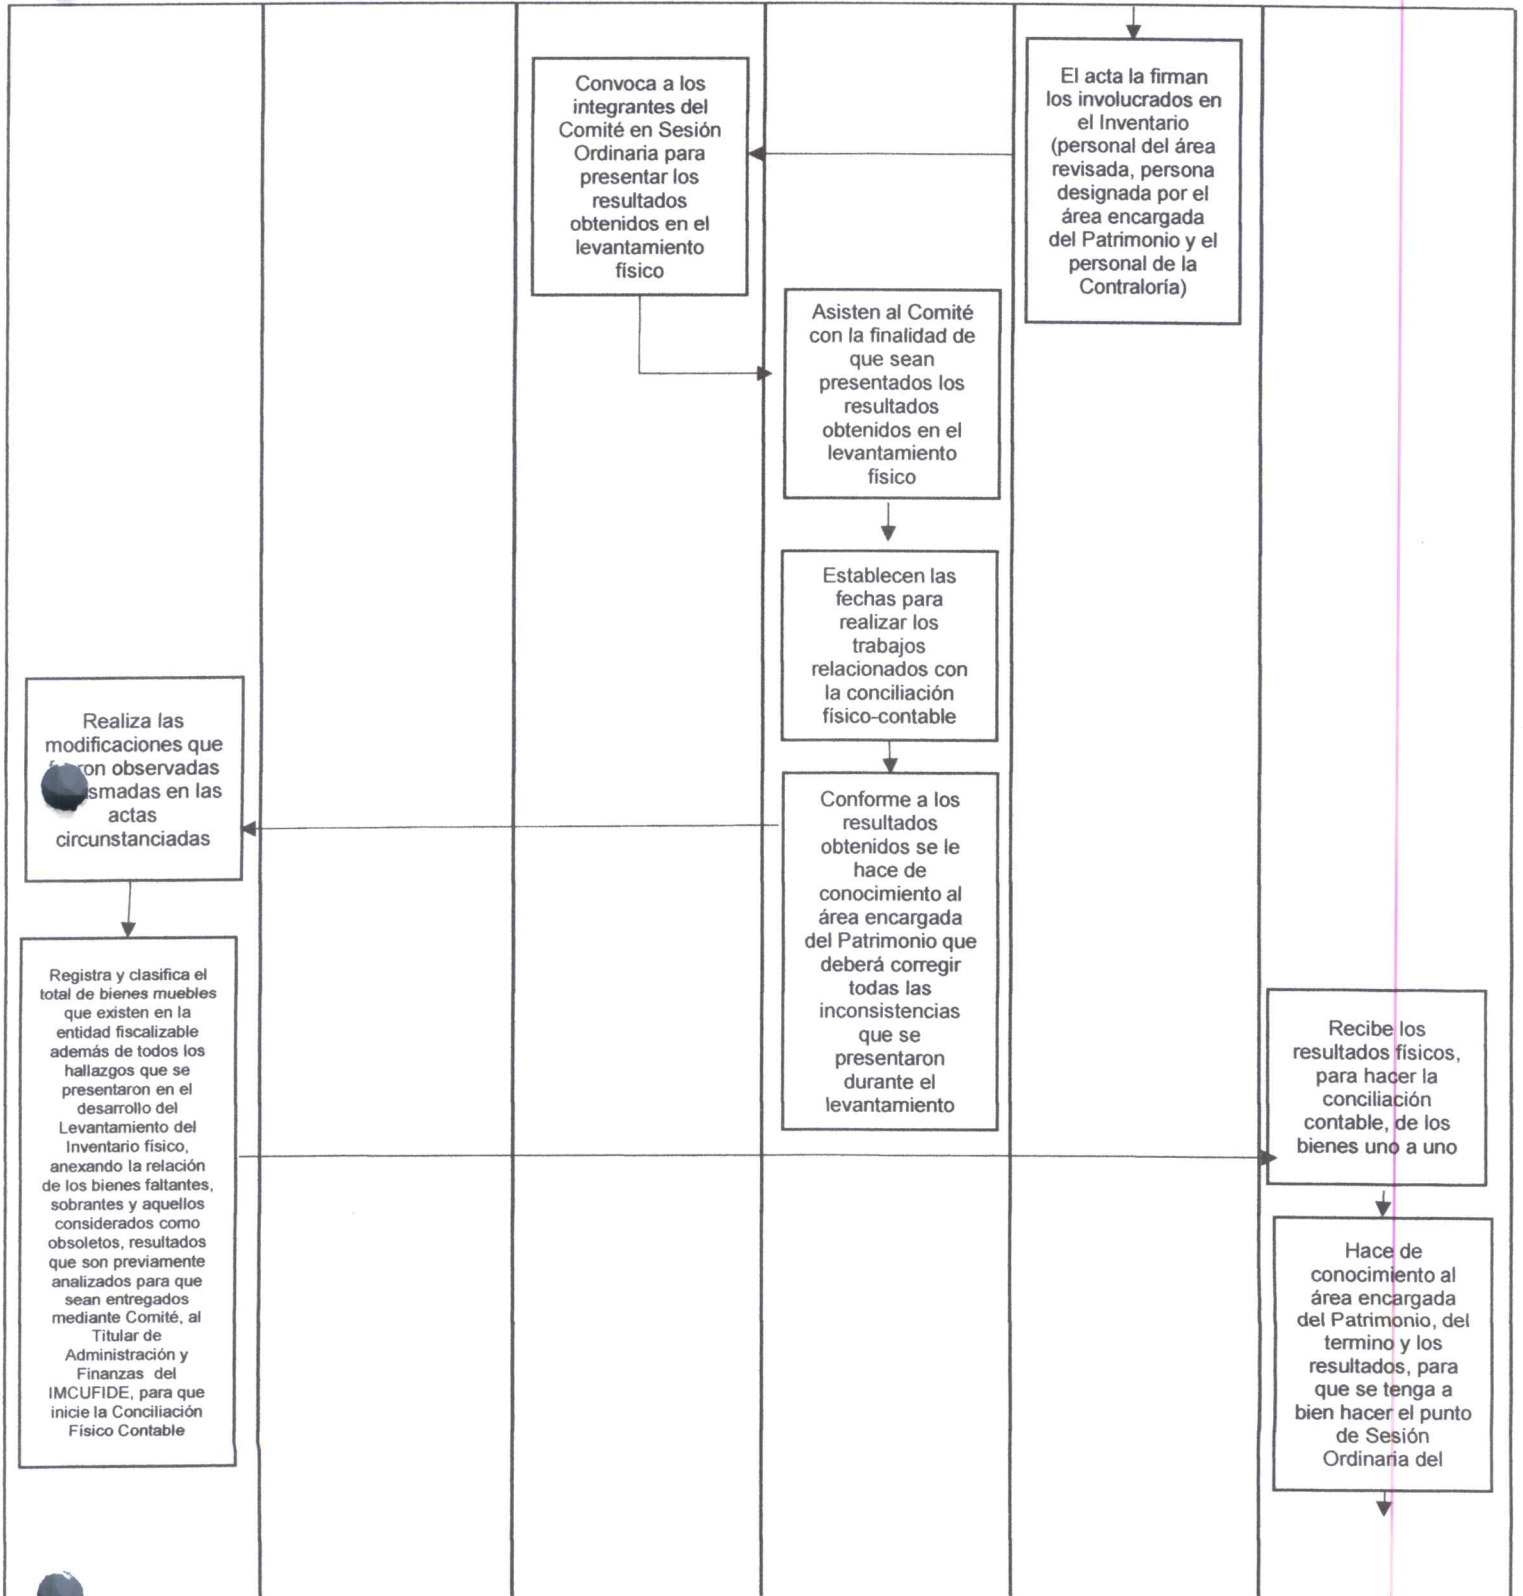 El acta la firman
los involucrados en
el Inventario
(personal del área
revisada, persona
designada por el
área encargada
del Patrimonio y el
personal de la
Contraloría)
Convoca a los
integrantes del
Comité en Sesión
Ordinaria para
presentar los
resultados
obtenidos en el
levantamiento
físico
Asisten al Comité
con la finalidad de
que sean
presentados los
resultados
obtenidos en el
levantamiento
físico
Establecen las
fechas para
realizar los
trabajos
relacionados con
la conciliación
físico-contable
Conforme a los
resultados
obtenidos se le
hace de
conocimiento al
área encargada
del Patrimonio que
deberá corregir
todas las
inconsistencias
que se
presentaron
durante el
levantamiento
Realiza las
modificaciones que
observadas
en las
actas
circunstanciadas
Registra y clasifica el
total de bienes muebles
que existen en la
entidad fiscalizable
además de todos los
hallazgos que se
presentaron en el
desarrollo del
Levantamiento del
Inventario físico,
anexando la relación
de los bienes faltantes,
sobrantes y aquellos
considerados como
obsoletos, resultados
que son previamente
analizados para que
sean entregados
mediante Comité, al
Titular de
Administración y
Finanzas del
IMCUFIDE, para que
inicie la Conciliación
Físico Contable
Recibe los
resultados físicos,
para hacer la
conciliación
contable, de los
bienes uno a uno
Hace de
conocimiento al
área encargada
del Patrimonio, del
termino y los
resultados, para
que se tenga a
bien hacer el punto
de Sesión
Ordinaria del